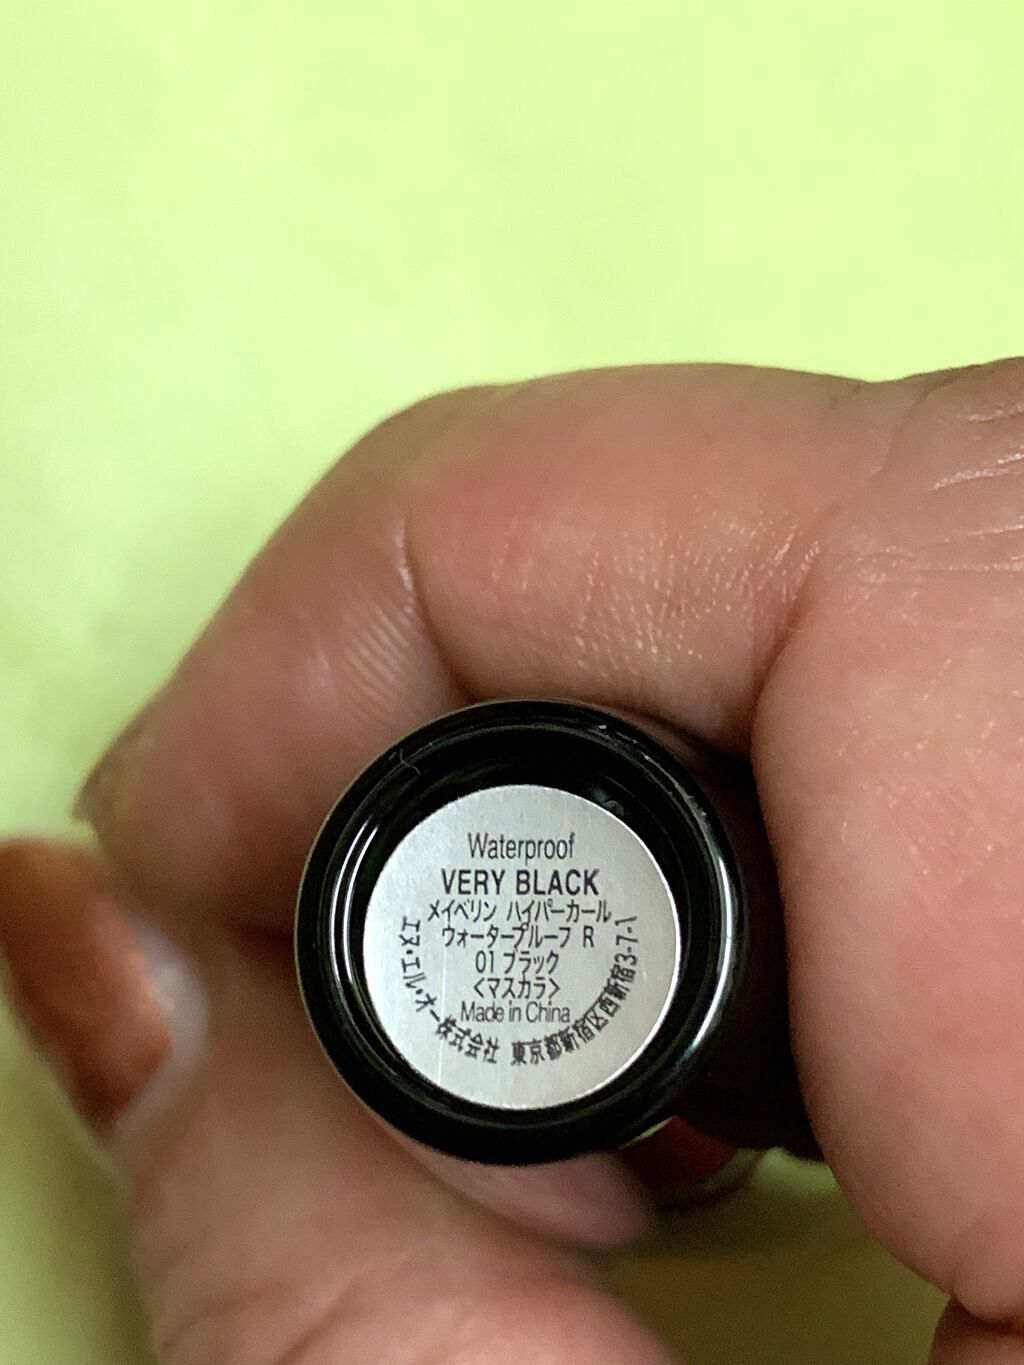 Waterproof
VERY BLACK
メイベリン ハイパーカール
ウォータープルーフ R
01 ブラック
<マスカラ>
Made in China
エヌ・エル・オー株式会社 東京都新宿区西新宿3-7-1